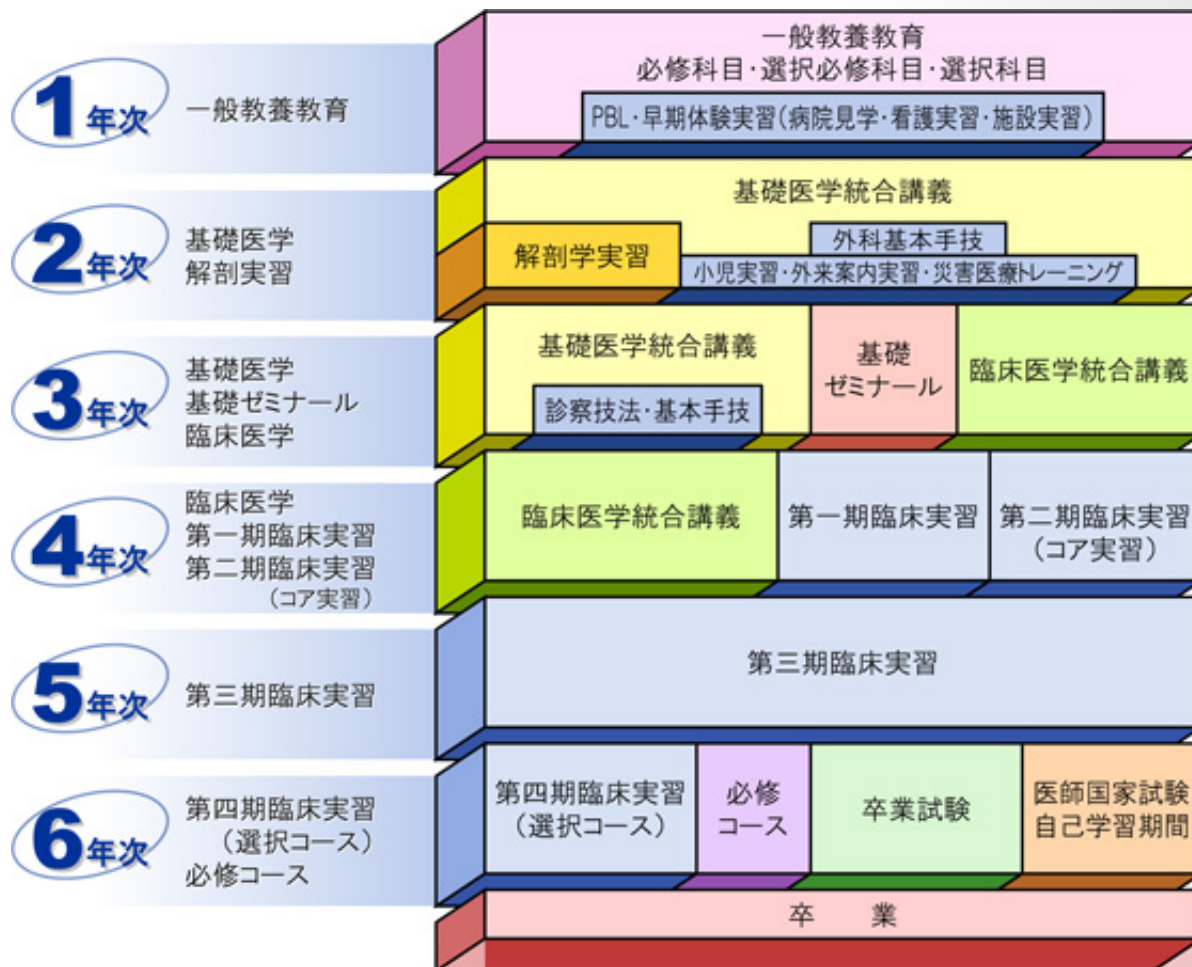 1年次
一般教養教育
一般教養教育
必修科目・選択必修科目・選択科目
PBL・早期体験実習(病院見学・看護実習・施設実習)
2年次
基礎医学
解剖実習
基礎医学統合講義
解剖学実習
外科基本手技
小児実習・外来案内実習・災害医療トレーニング
3年次
基礎医学
基礎ゼミナール
臨床医学
基礎医学統合講義
診察技法・基本手技
基礎
ゼミナール
臨床医学統合講義
4年次
臨床医学
第一期臨床実習
第二期臨床実習
(コア実習)
臨床医学統合講義
第一期臨床実習
第二期臨床実習
(コア実習)
5年次
第三期臨床実習
第三期臨床実習
6年次
第四期臨床実習
(選択コース)
必修コース
第四期臨床実習
(選択コース)
必修
コース
卒業試験
医師国家試験
自己学習期間
卒 業